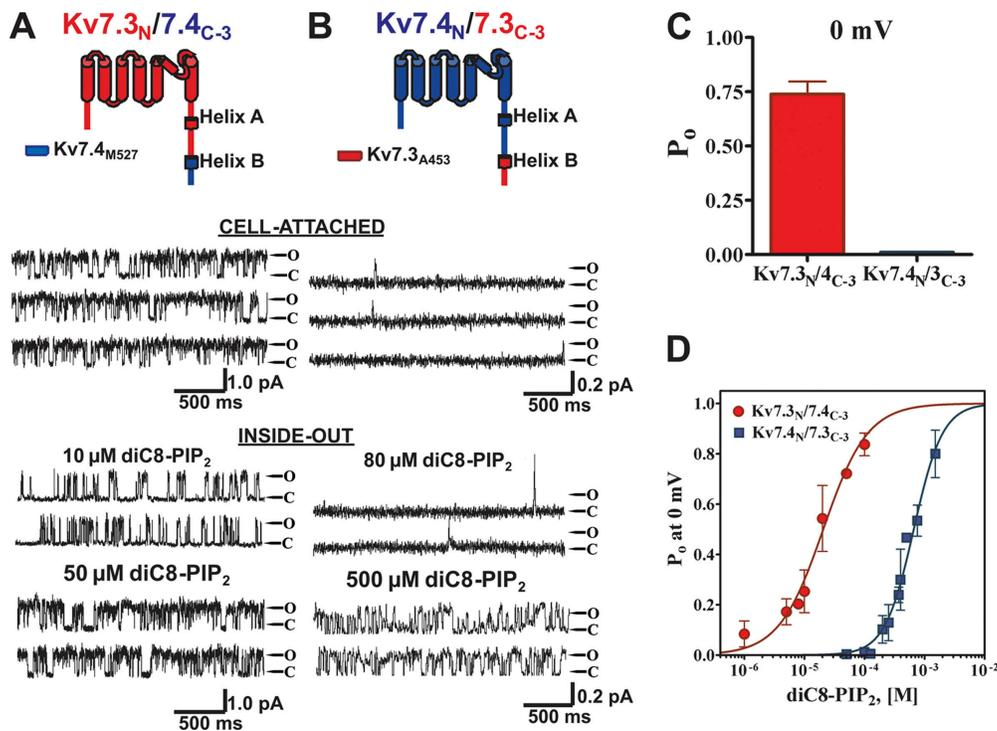 A
Kv7.3N/7.4C-3
Helix A
Kv7.4M527
Helix B
B
Kv7.4N/7.3C-3
Helix A
Kv7.3A453
Helix B
CELL-ATTACHED
O
C
O
C
O
C
1.0 pA
500 ms
O
C
O
C
O
C
0.2 pA
500 ms
INSIDE-OUT
10 µM diC8-PIP2
O
C
O
C
50 µM diC8-PIP2
O
C
O
C
1.0 pA
500 ms
80 µM diC8-PIP2
O
C
O
C
500 µM diC8-PIP2
O
C
O
C
0.2 pA
500 ms
C
0 mV
Po
1.00
0.75
0.50
0.25
0.00
Kv7.3N/4C-3
Kv7.4N/3C-3
D
Po at 0 mV
1.0
0.8
0.6
0.4
0.2
0.0
Kv7.3N/7.4C-3
Kv7.4N/7.3C-3
10-6
10-5
10-4
10-3
10-2
diC8-PIP2, [M]